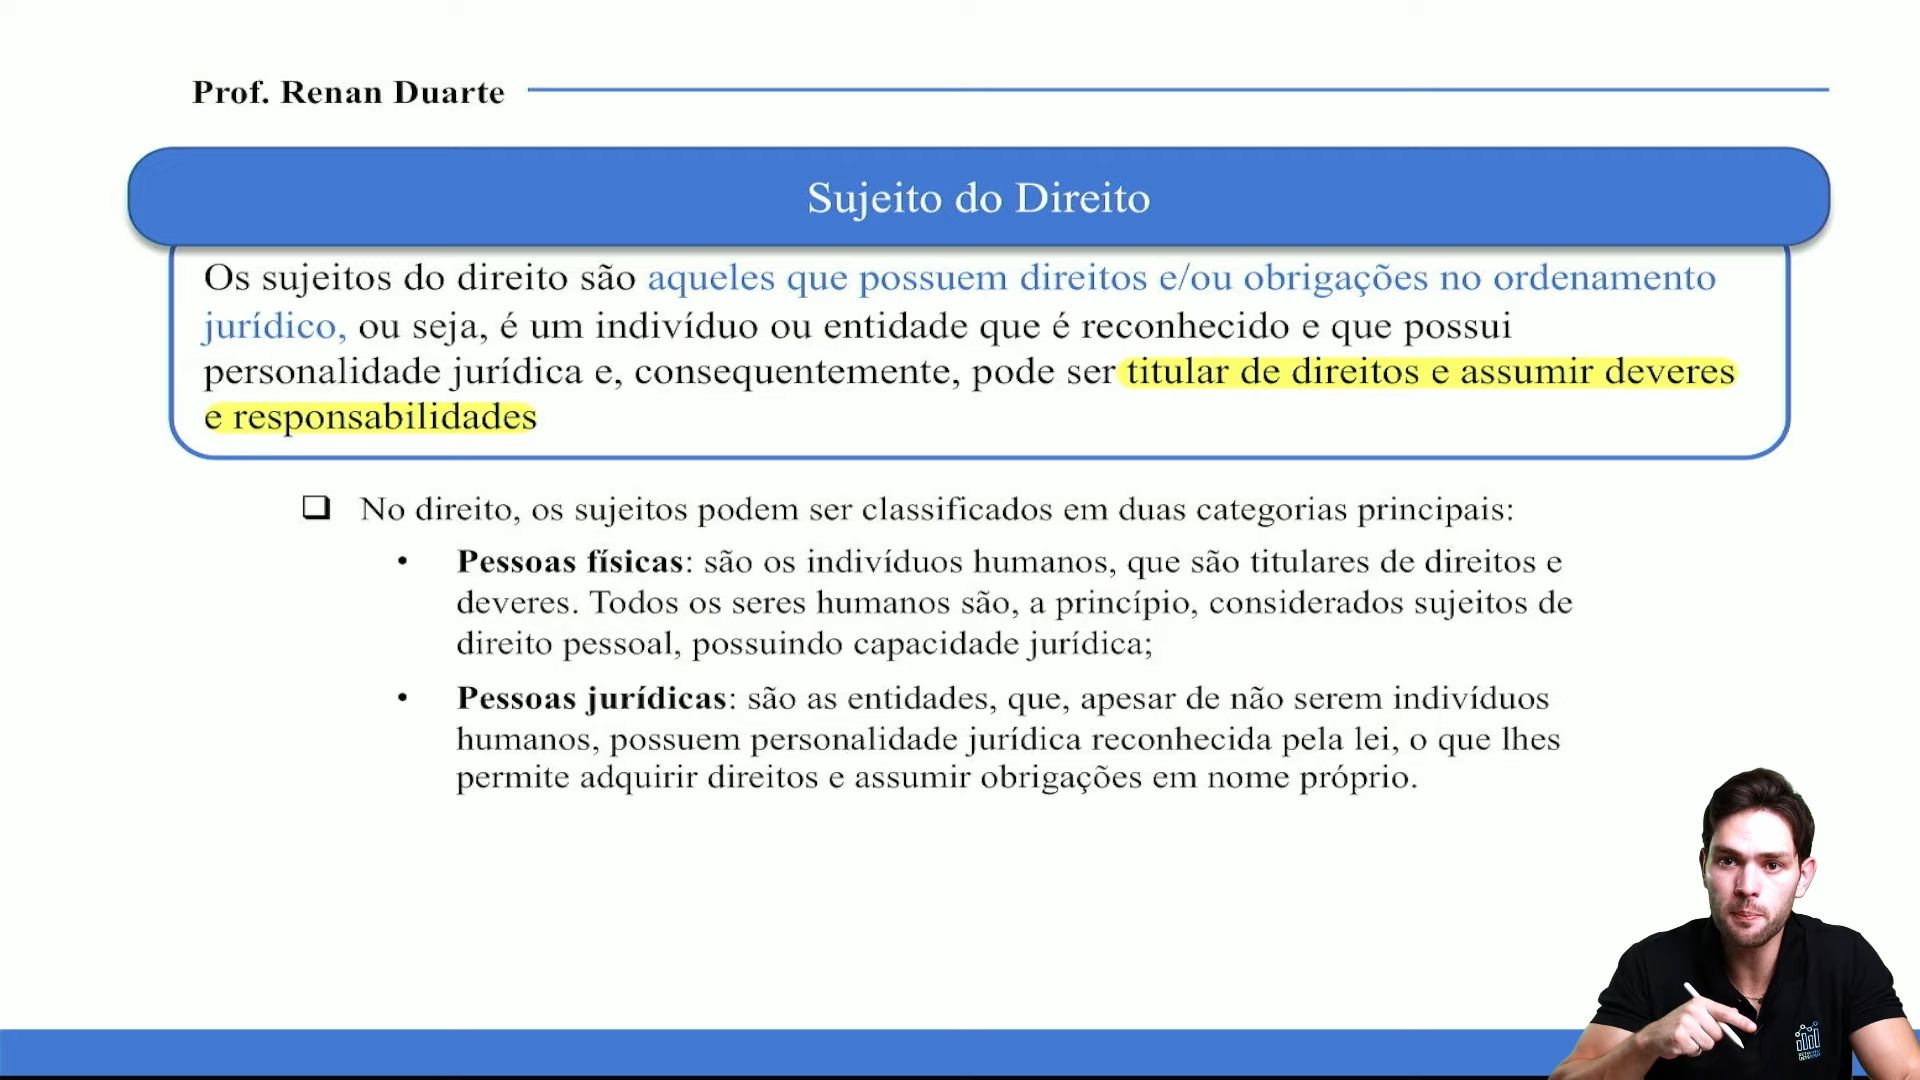 Prof. Renan Duarte
Sujeito do Direito
Os sujeitos do direito são aqueles que possuem direitos e/ou obrigações no ordenamento
jurídico, ou seja, é um indivíduo ou entidade que é reconhecido e que possui
personalidade jurídica e, consequentemente, pode ser titular de direitos e assumir deveres
e responsabilidades
❑ No direito, os sujeitos podem ser classificados em duas categorias principais:
• Pessoas físicas: são os indivíduos humanos, que são titulares de direitos e
deveres. Todos os seres humanos são, a princípio, considerados sujeitos de
direito pessoal, possuindo capacidade jurídica;
• Pessoas jurídicas: são as entidades, que, apesar de não serem indivíduos
humanos, possuem personalidade jurídica reconhecida pela lei, o que lhes
permite adquirir direitos e assumir obrigações em nome próprio.